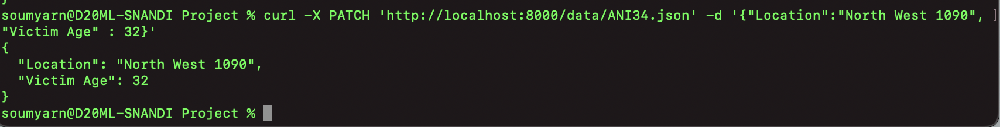 }
soumyarn@D20ML-SNANDI Project % curl -X PATCH 'http://localhost:8000/data/ANI34.json' -d '{"Location":"North West 1090", ]
"Victim Age" : 32}'
{
  "Location": "North West 1090",
  "Victim Age": 32
}
soumyarn@D20ML-SNANDI Project %